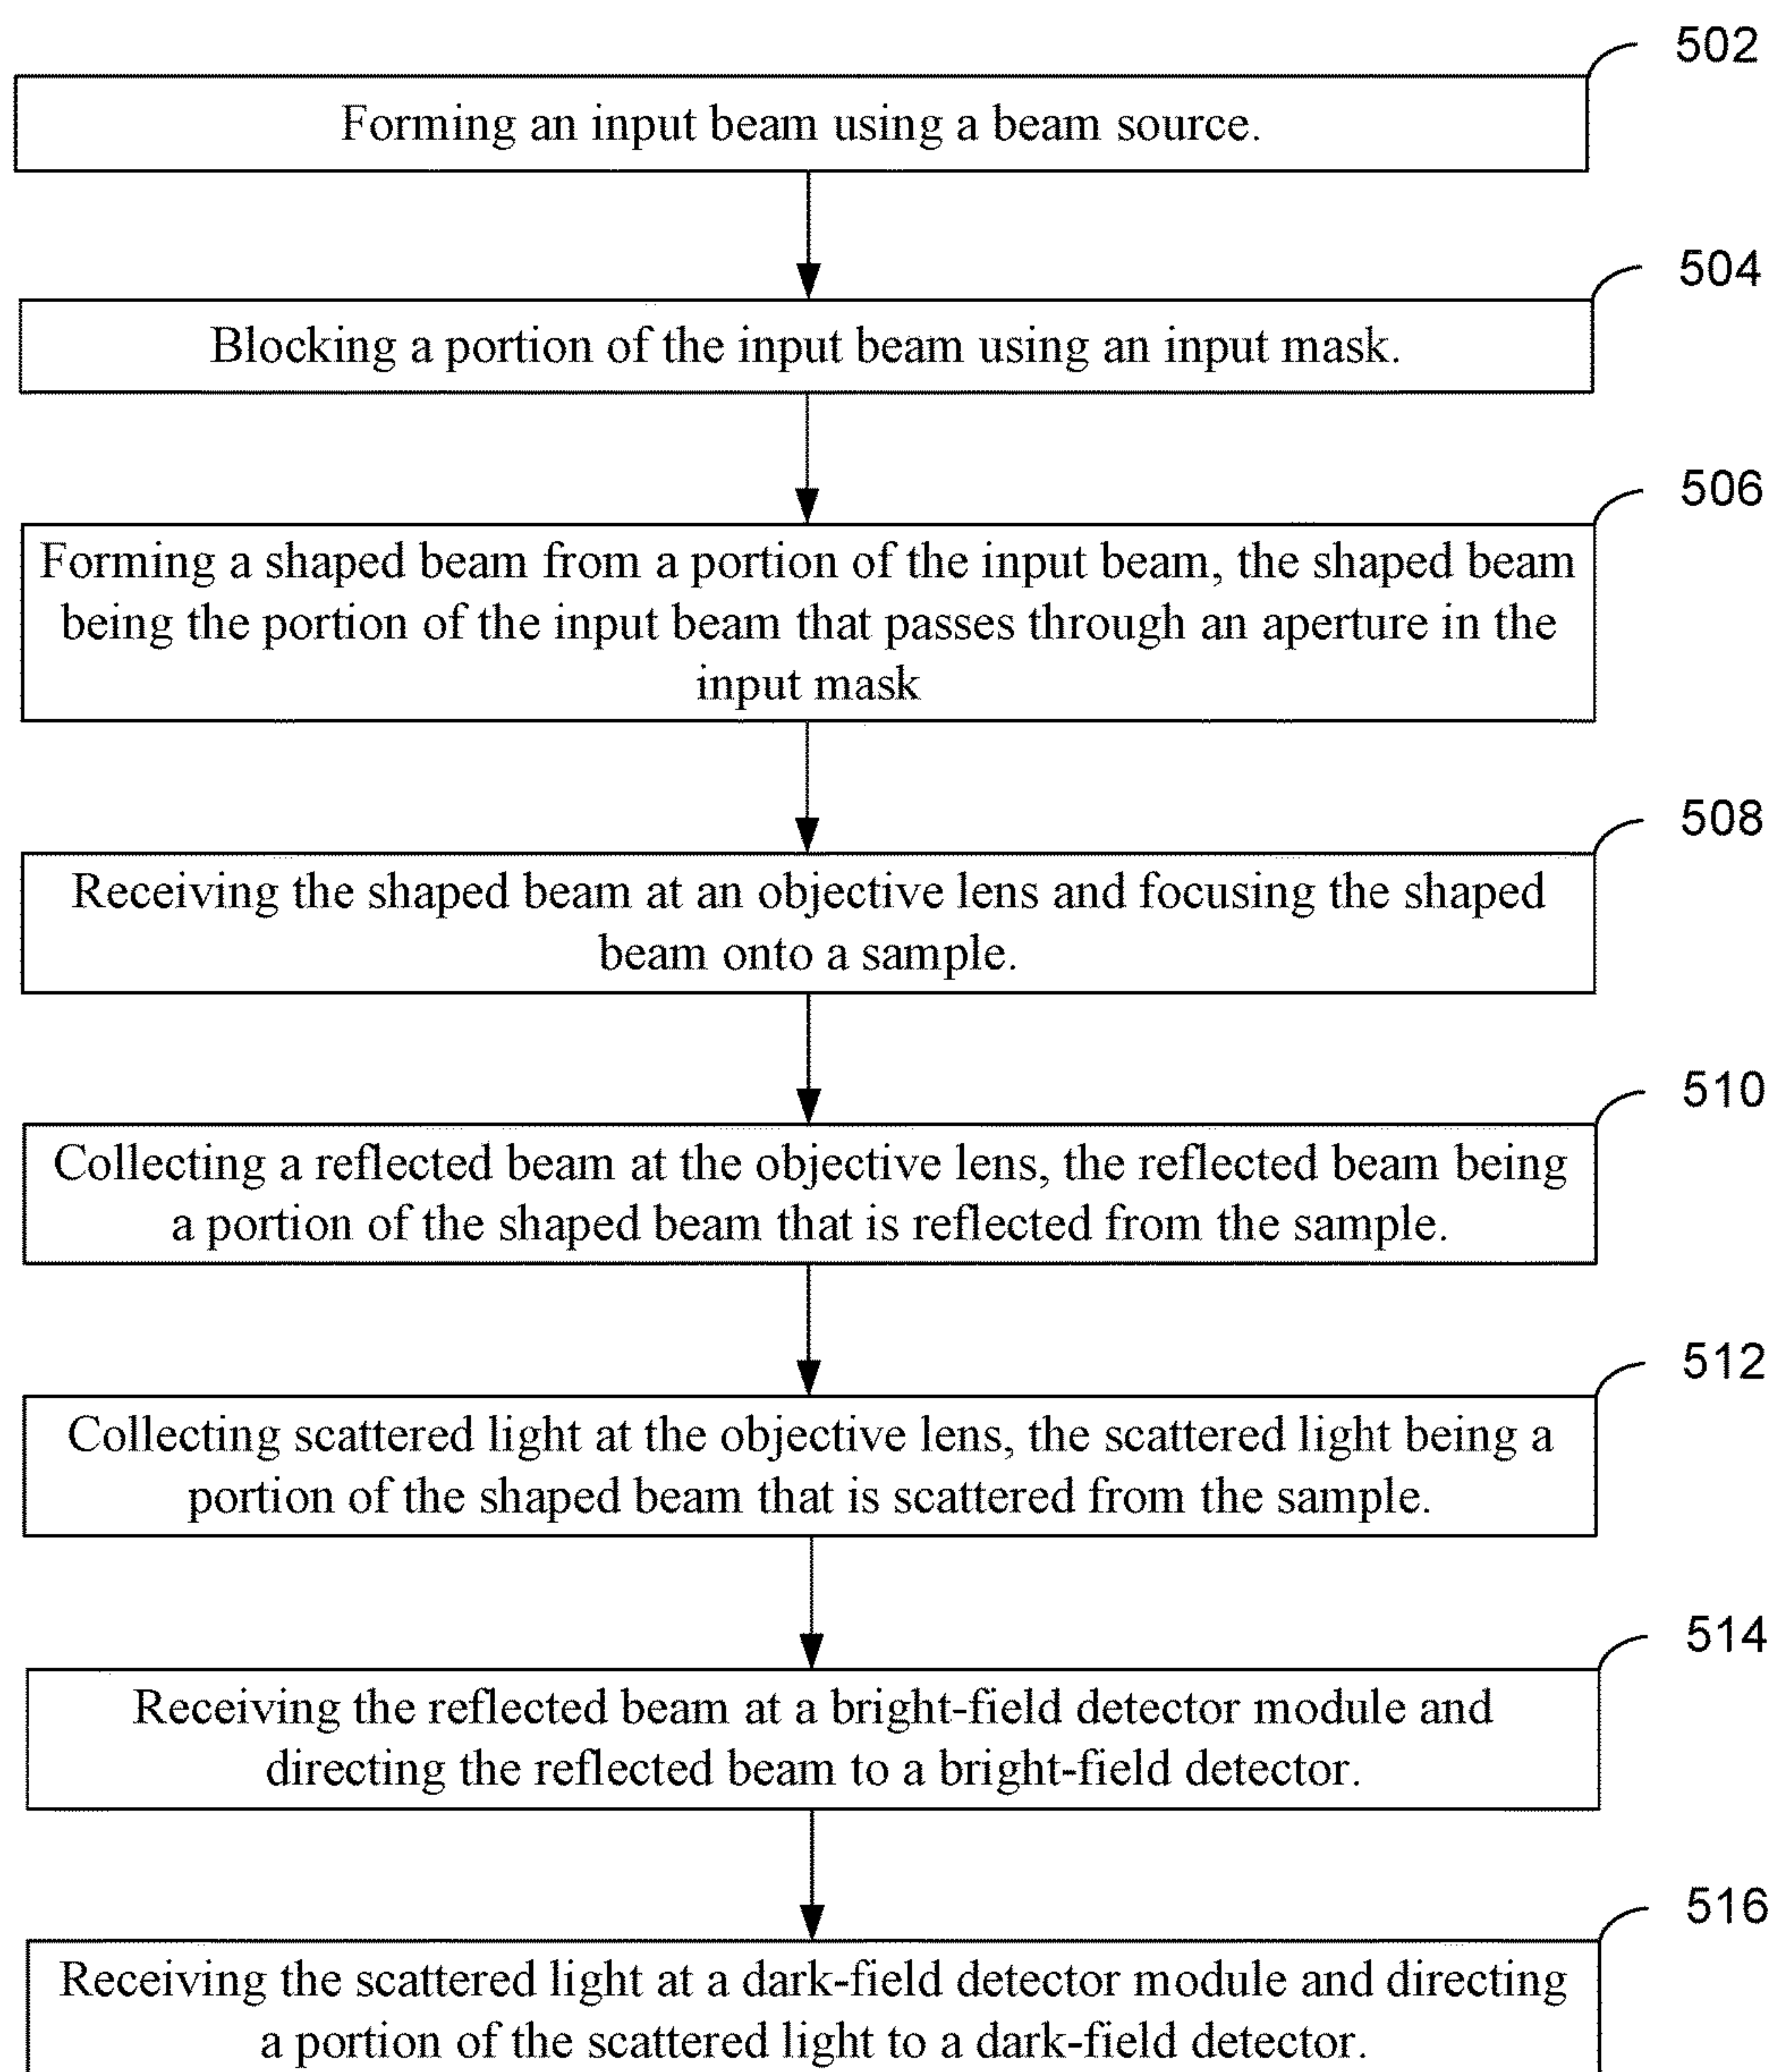 502
Forming an input beam using a beam source.
504
Blocking a portion of the input beam using an input mask.
506
Forming a shaped beam from a portion of the input beam, the shaped beam
being the portion of the input beam that passes through an aperture in the
input mask
508
Receiving the shaped beam at an objective lens and focusing the shaped
beam onto a sample.
510
Collecting a reflected beam at the objective lens, the reflected beam being
a portion of the shaped beam that is reflected from the sample.
512
Collecting scattered light at the objective lens, the scattered light being a
portion of the shaped beam that is scattered from the sample.
514
Receiving the reflected beam at a bright-field detector module and
directing the reflected beam to a bright-field detector.
516
Receiving the scattered light at a dark-field detector module and directing
a portion of the scattered light to a dark-field detector.